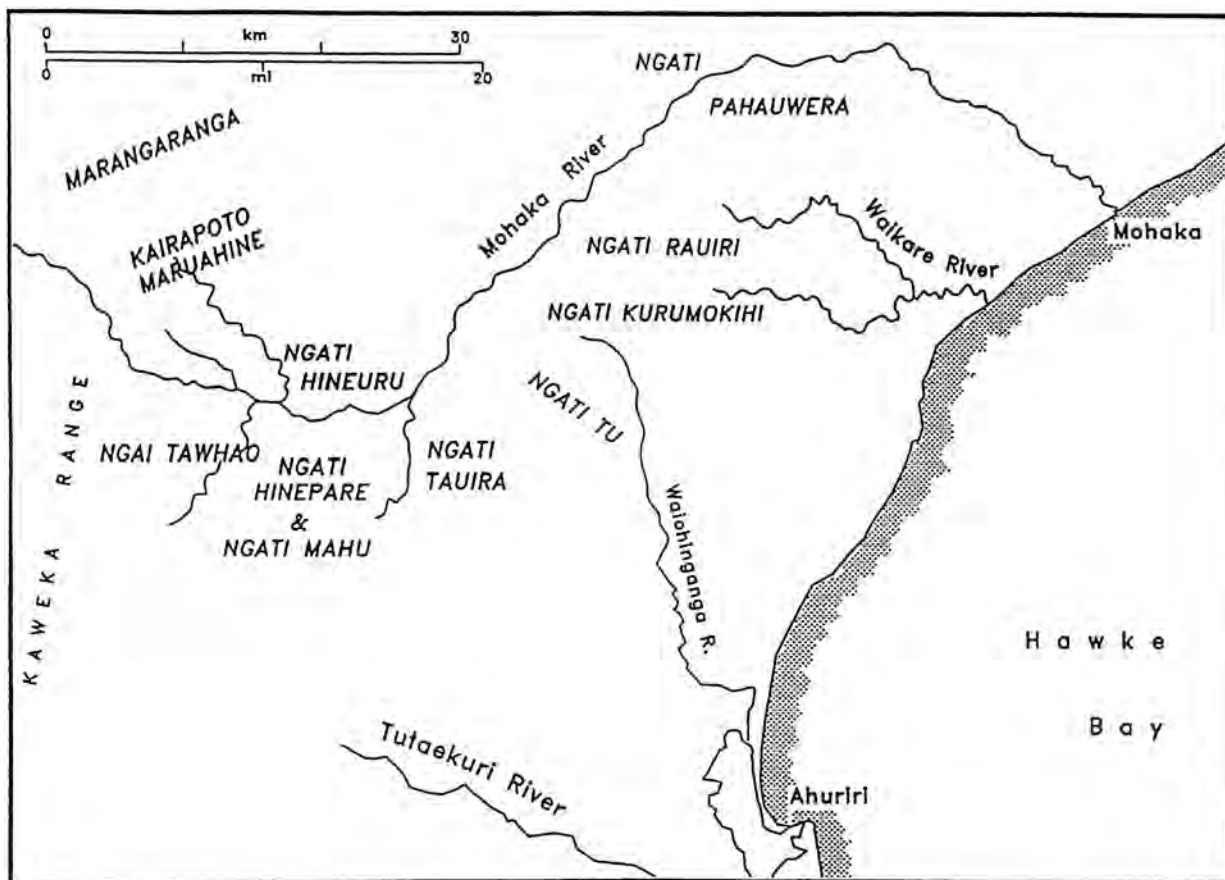 0 km 30
0 ml 20
NGATI
PAHAUWERA
MARANGARANGA
Mohaka River
KAIRAPOTO
MARUAHINE
NGATI RAUIRI
Waikare River
Mohaka
NGATI KURUMOKIHI
NGATI
HINEURU
NGATI TU
KAWEKA RANGE
NGAI TAWHAO
NGATI
HINEPARE
&
NGATI MAHU
NGATI
TAUIRA
Waiohinganga R.
Hawke
Bay
Tutaekuri River
Ahuriri